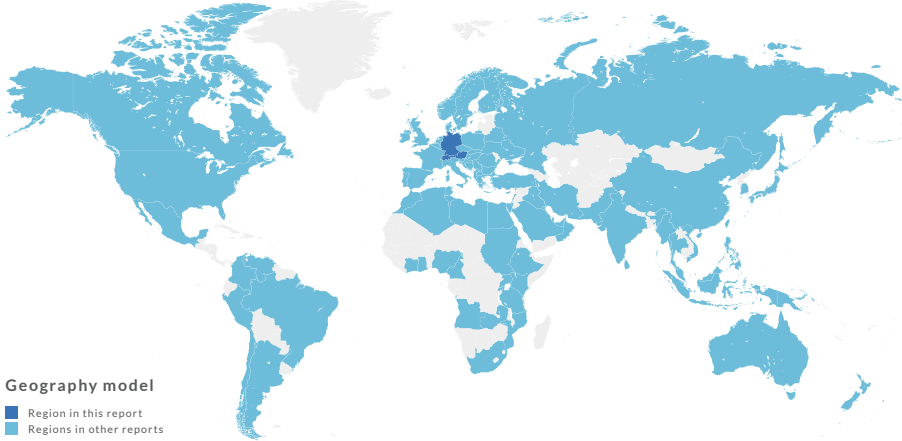 Geography model
Region in this report
Regions in other reports